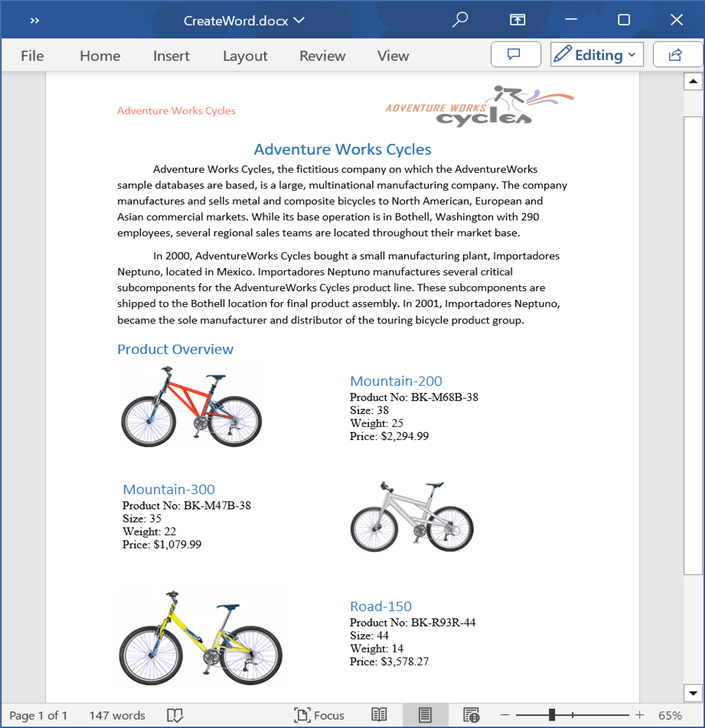 CreateWord.docx
File Home Insert Layout Review View Editing
Adventure Works Cycles
ADVENTURE WORKS
cycles
Adventure Works Cycles
Adventure Works Cycles, the fictitious company on which the AdventureWorks
sample databases are based, is a large, multinational manufacturing company. The company
manufactures and sells metal and composite bicycles to North American, European and
Asian commercial markets. While its base operation is in Bothell, Washington with 290
employees, several regional sales teams are located throughout their market base.
In 2000, AdventureWorks Cycles bought a small manufacturing plant, Importadores
Neptuno, located in Mexico. Importadores Neptuno manufactures several critical
subcomponents for the AdventureWorks Cycles product line. These subcomponents are
shipped to the Bothell location for final product assembly. In 2001, Importadores Neptuno,
became the sole manufacturer and distributor of the touring bicycle product group.
Product Overview
Mountain-200
Product No: BK-M68B-38
Size: 38
Weight: 25
Price: $2,294.99
Mountain-300
Product No: BK-M47B-38
Size: 35
Weight: 22
Price: $1,079.99
Road-150
Product No: BK-R93R-44
Size: 44
Weight: 14
Price: $3,578.27
Page 1 of 1 147 words Focus 65%